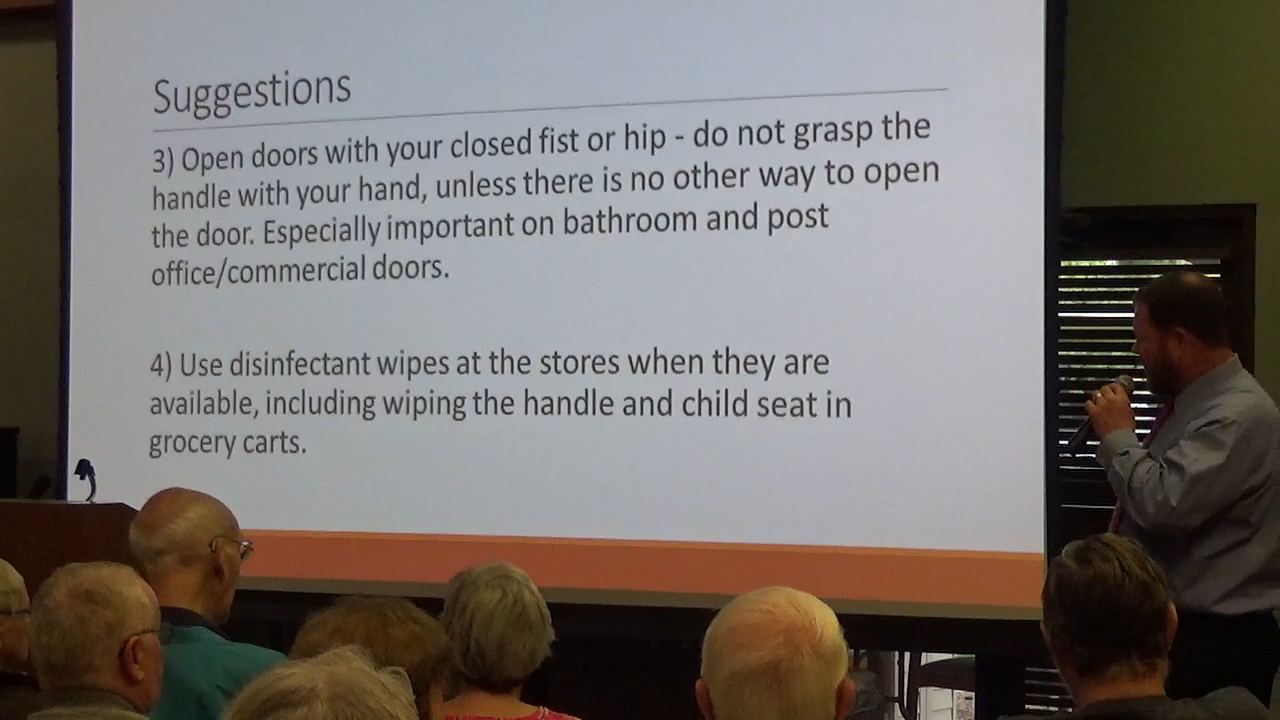 Suggestions
3) Open doors with your closed fist or hip - do not grasp the
handle with your hand, unless there is no other way to open
the door. Especially important on bathroom and post
office/commercial doors.
4) Use disinfectant wipes at the stores when they are
available, including wiping the handle and child seat in
grocery carts.